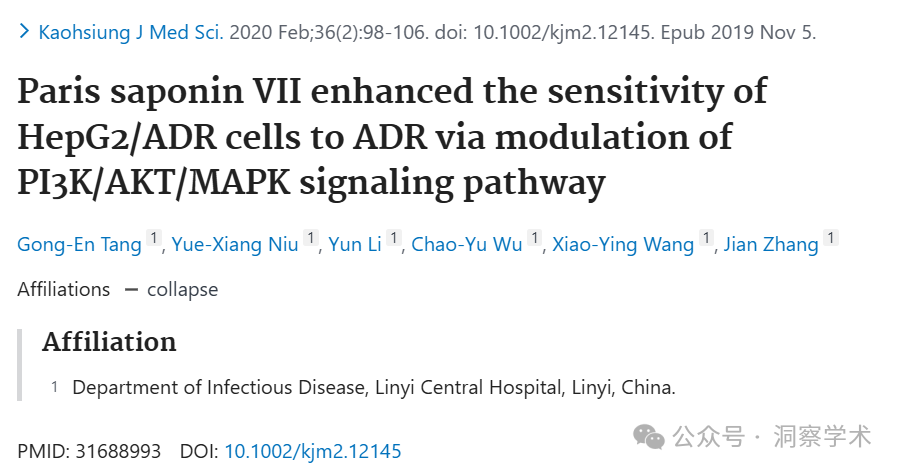 Kaohsiung J Med Sci. 2020 Feb;36(2):98-106. doi: 10.1002/kjm2.12145. Epub 2019 Nov 5.
Paris saponin VII enhanced the sensitivity of
HepG2/ADR cells to ADR via modulation of
PI3K/AKT/MAPK signaling pathway
Gong-En Tang 1, Yue-Xiang Niu 1, Yun Li 1, Chao-Yu Wu 1, Xiao-Ying Wang 1, Jian Zhang 1
Affiliations — collapse
Affiliation
1 Department of Infectious Disease, Linyi Central Hospital, Linyi, China.
PMID: 31688993 DOI: 10.1002/kjm2.12145
公众号 · 洞察学术